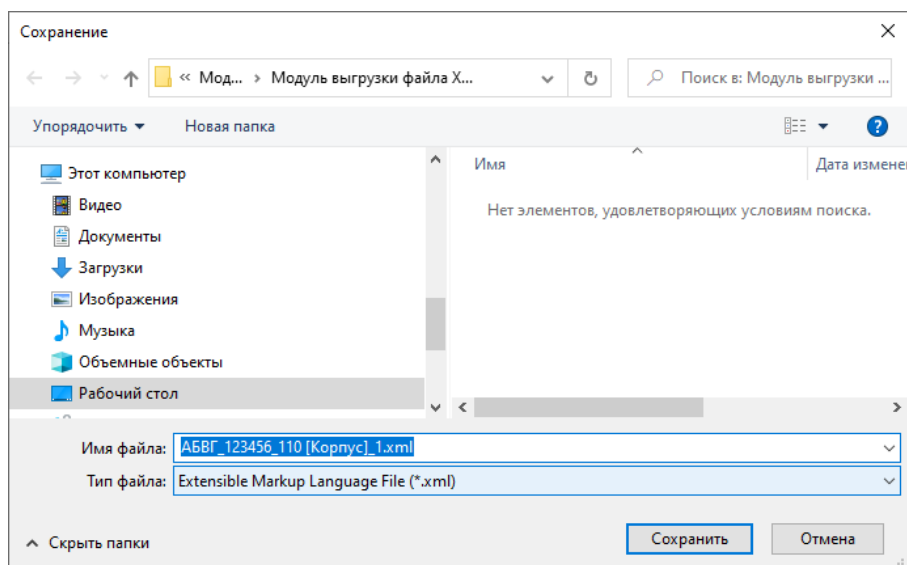 Сохранение
« Мод... › Модуль выгрузки файла X...
Поиск в: Модуль выгрузки ...
Упорядочить
Новая папка
Этот компьютер
Видео
Документы
Загрузки
Изображения
Музыка
Объемные объекты
Рабочий стол
Имя
Дата измене
Нет элементов, удовлетворяющих условиям поиска.
Имя файла: АБВГ_123456_110 [Корпус]_1.xml
Тип файла: Extensible Markup Language File (*.xml)
Скрыть папки
Сохранить
Отмена